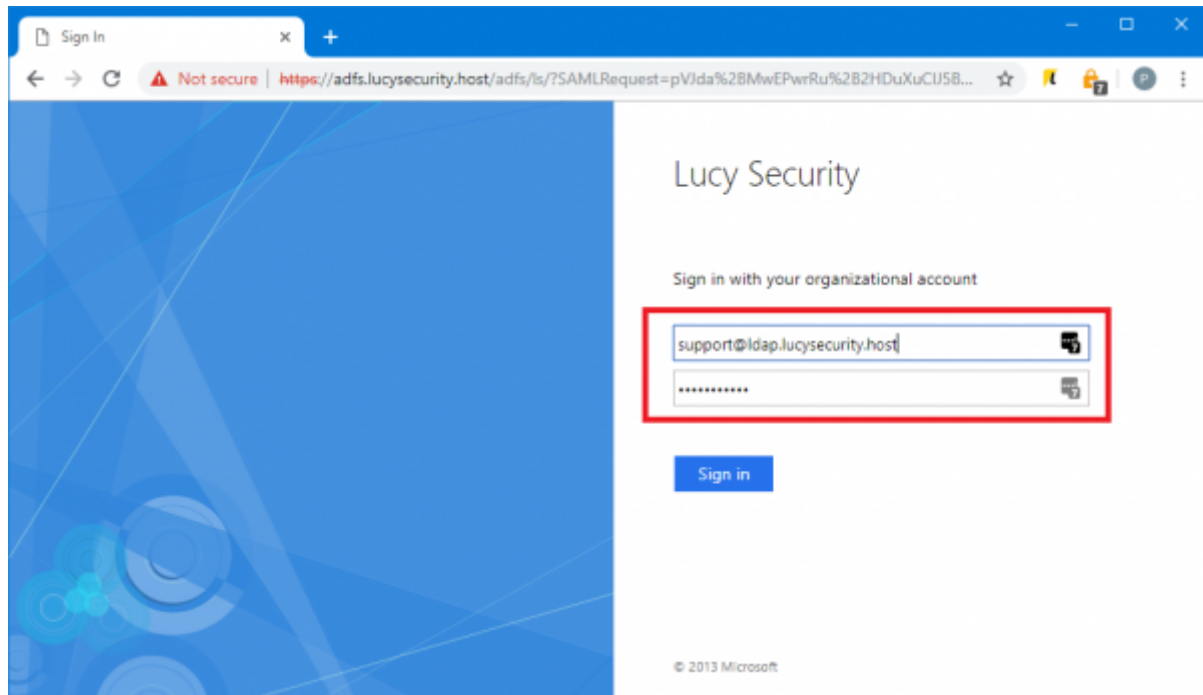 Sign In
Not secure | https://adfs.lucysecurity.host/adfs/ls/?SAMLRequest=pVJda%2BMwEPwrRu%2B2HDuXuCIJ5B...
Lucy Security
Sign in with your organizational account
support@ldap.lucysecurity.host
•••••••••••
Sign in
© 2013 Microsoft